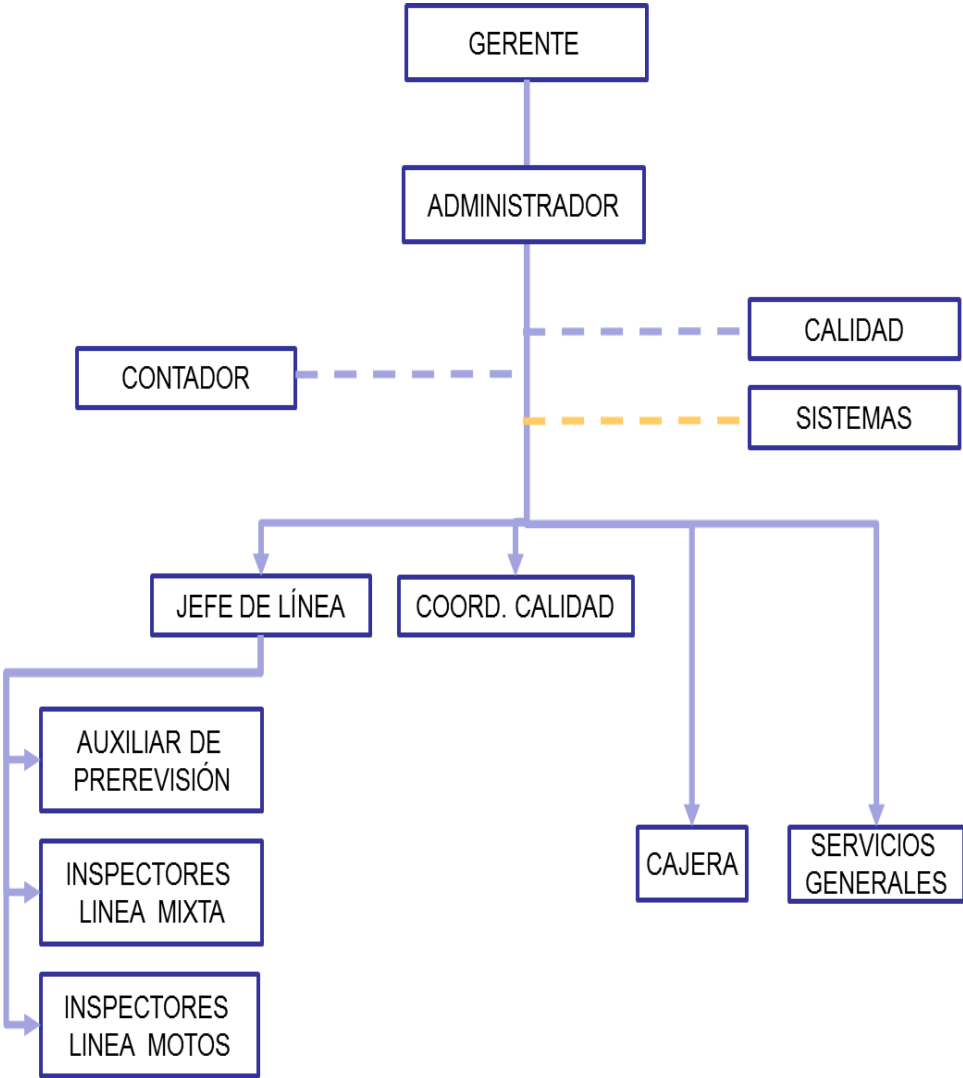 GERENTE
ADMINISTRADOR
CALIDAD
CONTADOR
SISTEMAS
JEFE DE LÍNEA
COORD. CALIDAD
AUXILIAR DE
PREREVISIÓN
INSPECTORES
LINEA MIXTA
INSPECTORES
LINEA MOTOS
CAJERA
SERVICIOS
GENERALES